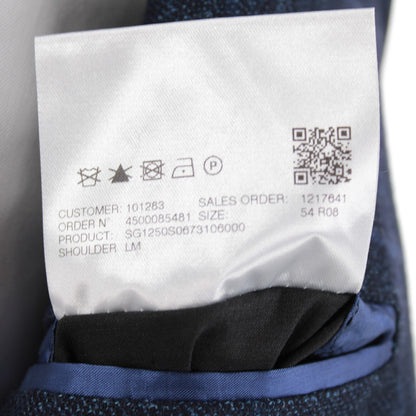 P
CUSTOMER: 101283 SALES ORDER: 1217641
ORDER N° 4500085481 SIZE: 54 R08
PRODUCT: SG1250S0673106000
SHOULDER LM